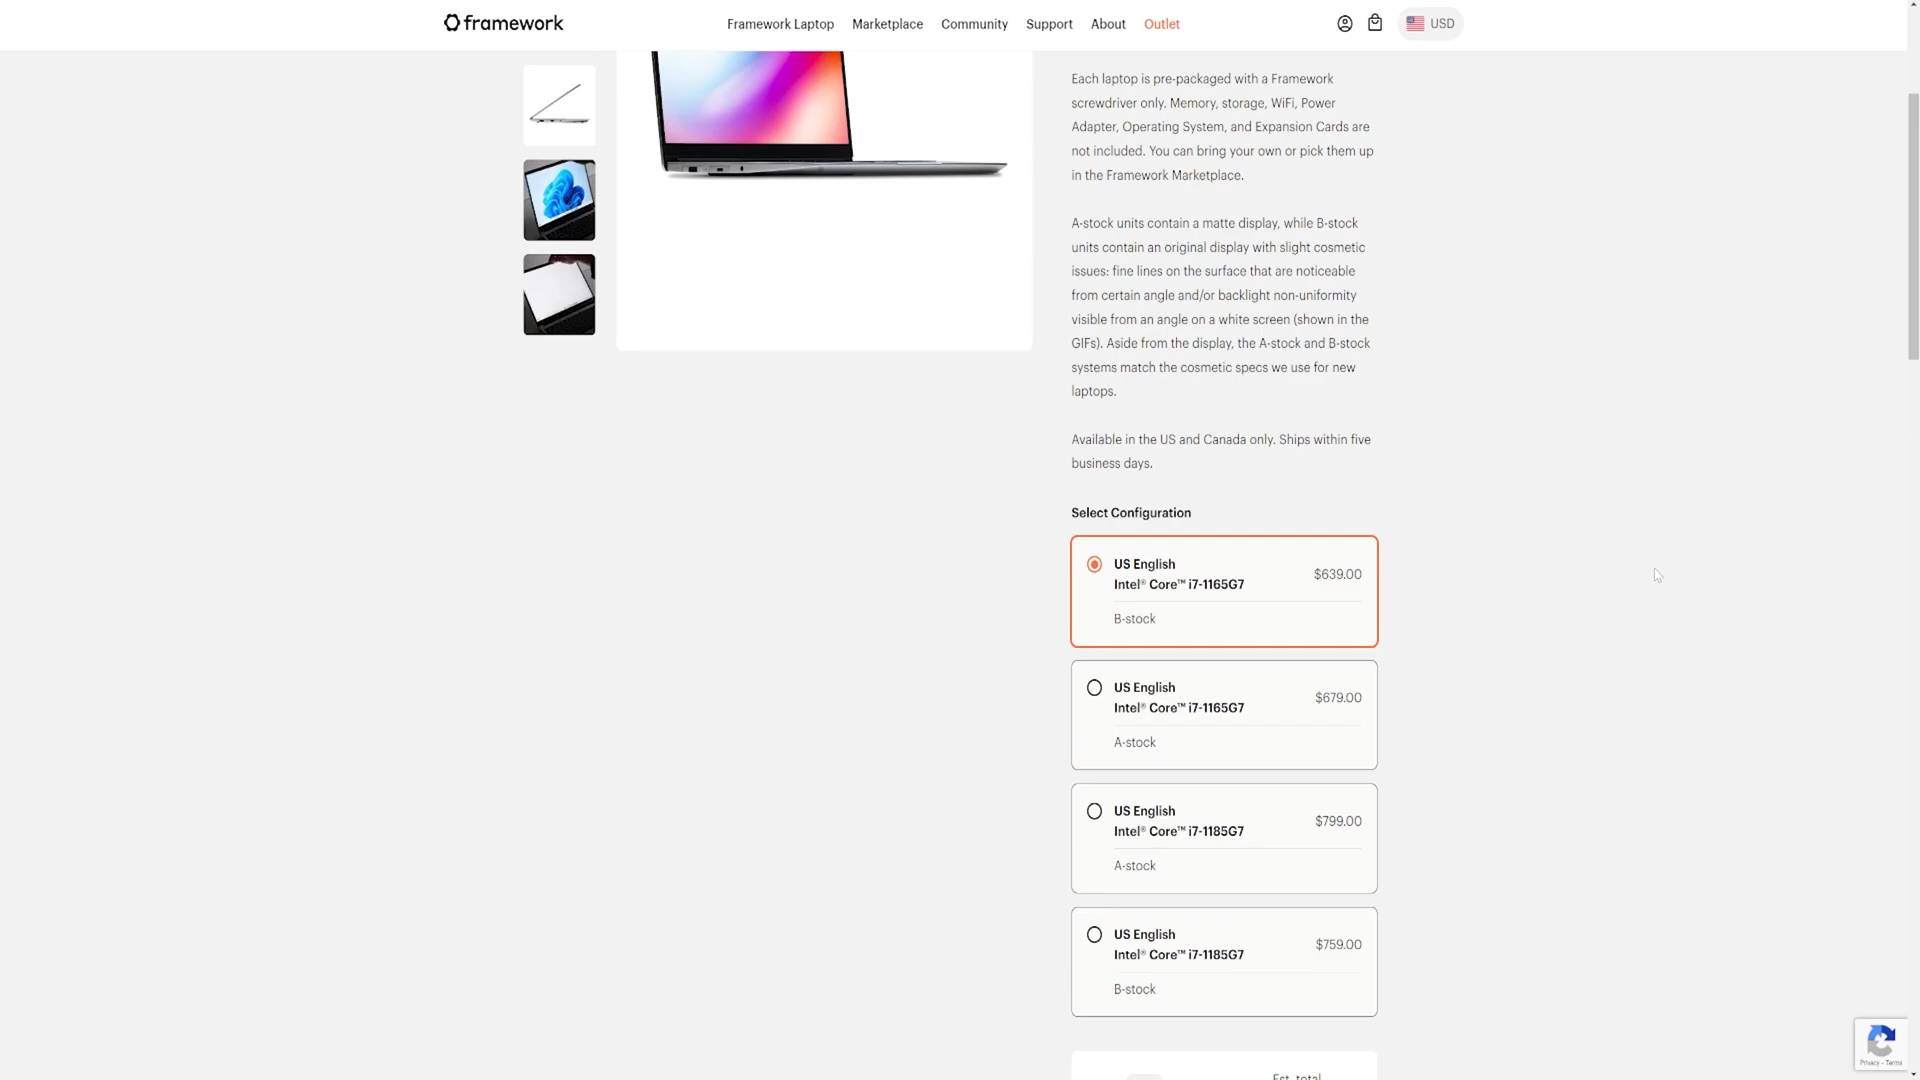 framework
Framework Laptop
Marketplace
Community
Support
About
Outlet
USD
Each laptop is pre-packaged with a Framework
screwdriver only. Memory, storage, WiFi, Power
Adapter, Operating System, and Expansion Cards are
not included. You can bring your own or pick them up
in the Framework Marketplace.
A-stock units contain a matte display, while B-stock
units contain an original display with slight cosmetic
issues: fine lines on the surface that are noticeable
from certain angle and/or backlight non-uniformity
visible from an angle on a white screen (shown in the
GIFs). Aside from the display, the A-stock and B-stock
systems match the cosmetic specs we use for new
laptops.
Available in the US and Canada only. Ships within five
business days.
Select Configuration
US English
Intel® Core™ i7-1165G7
$639.00
B-stock
US English
Intel® Core™ i7-1165G7
$679.00
A-stock
US English
Intel® Core™ i7-1185G7
$799.00
A-stock
US English
Intel® Core™ i7-1185G7
$759.00
B-stock
Est. total
Privacy - Terms